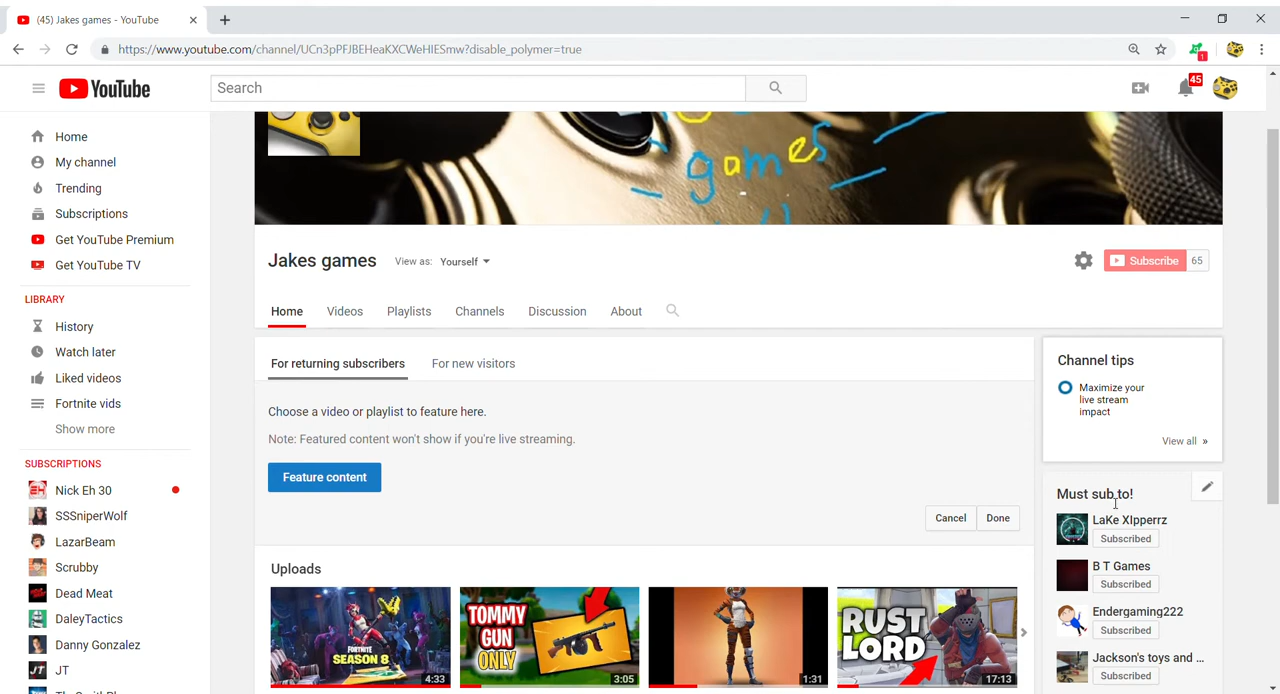 (45) Jakes games - YouTube
https://www.youtube.com/channel/UCn3pPFJBEHeaKXCWeHIESmw?disable_polymer=true
1
YouTube
Search
45
Home
My channel
Trending
Subscriptions
Get YouTube Premium
Get YouTube TV
LIBRARY
History
Watch later
Liked videos
Fortnite vids
Show more
SUBSCRIPTIONS
Nick Eh 30
SSSniperWolf
LazarBeam
Scrubby
Dead Meat
DaleyTactics
Danny Gonzalez
JT
games
Jakes games View as: Yourself
Subscribe 65
Home Videos Playlists Channels Discussion About
For returning subscribers For new visitors
Choose a video or playlist to feature here.
Note: Featured content won't show if you're live streaming.
Feature content
Cancel Done
Uploads
FORTNITE
SEASON 8
4:33
TOMMY
GUN
ONLY
3:05
1:31
RUST
LORD
17:13
Channel tips
Maximize your
live stream
impact
View all »
Must sub to!
LaKe XIpperrz
Subscribed
B T Games
Subscribed
Endergaming222
Subscribed
Jackson's toys and ...
Subscribed